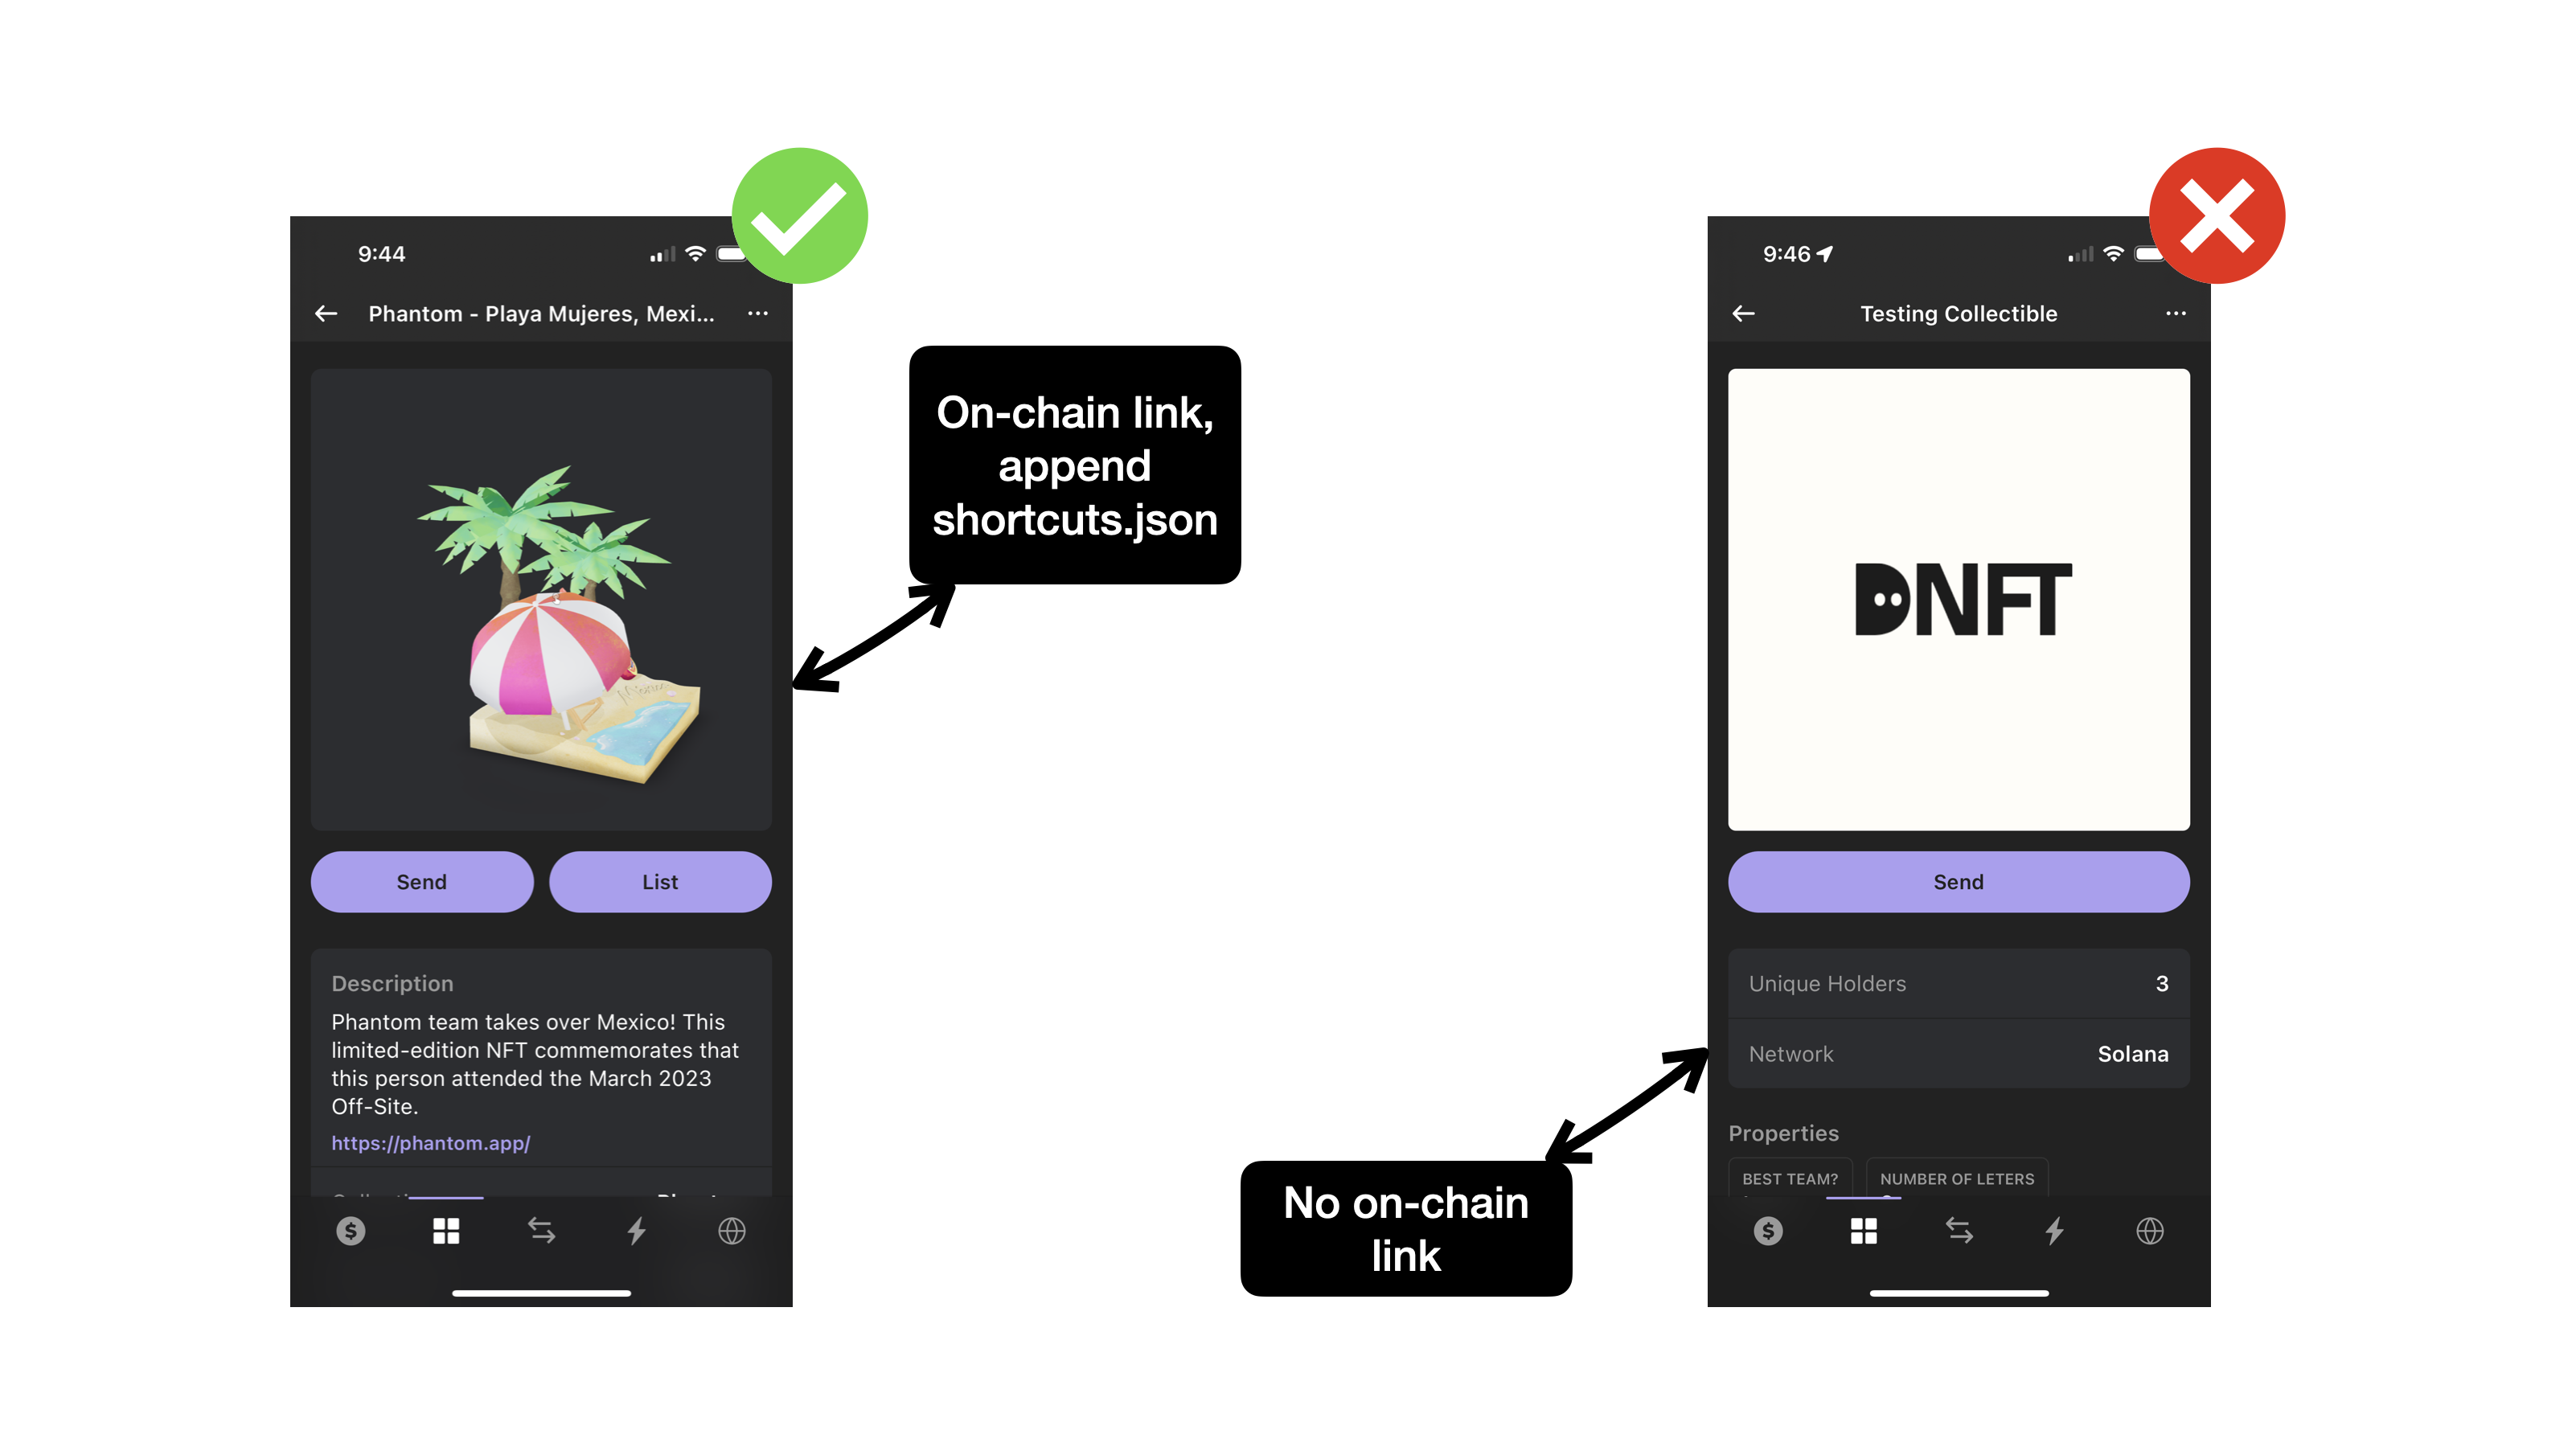 9:44
Phantom - Playa Mujeres, Mexi...
Send
List
Description
Phantom team takes over Mexico! This
limited-edition NFT commemorates that
this person attended the March 2023
Off-Site.
https://phantom.app/
On-chain link,
append
shortcuts.json
No on-chain
link
9:46
Testing Collectible
DNFT
Send
Unique Holders
3
Network
Solana
Properties
BEST TEAM?
NUMBER OF LETERS